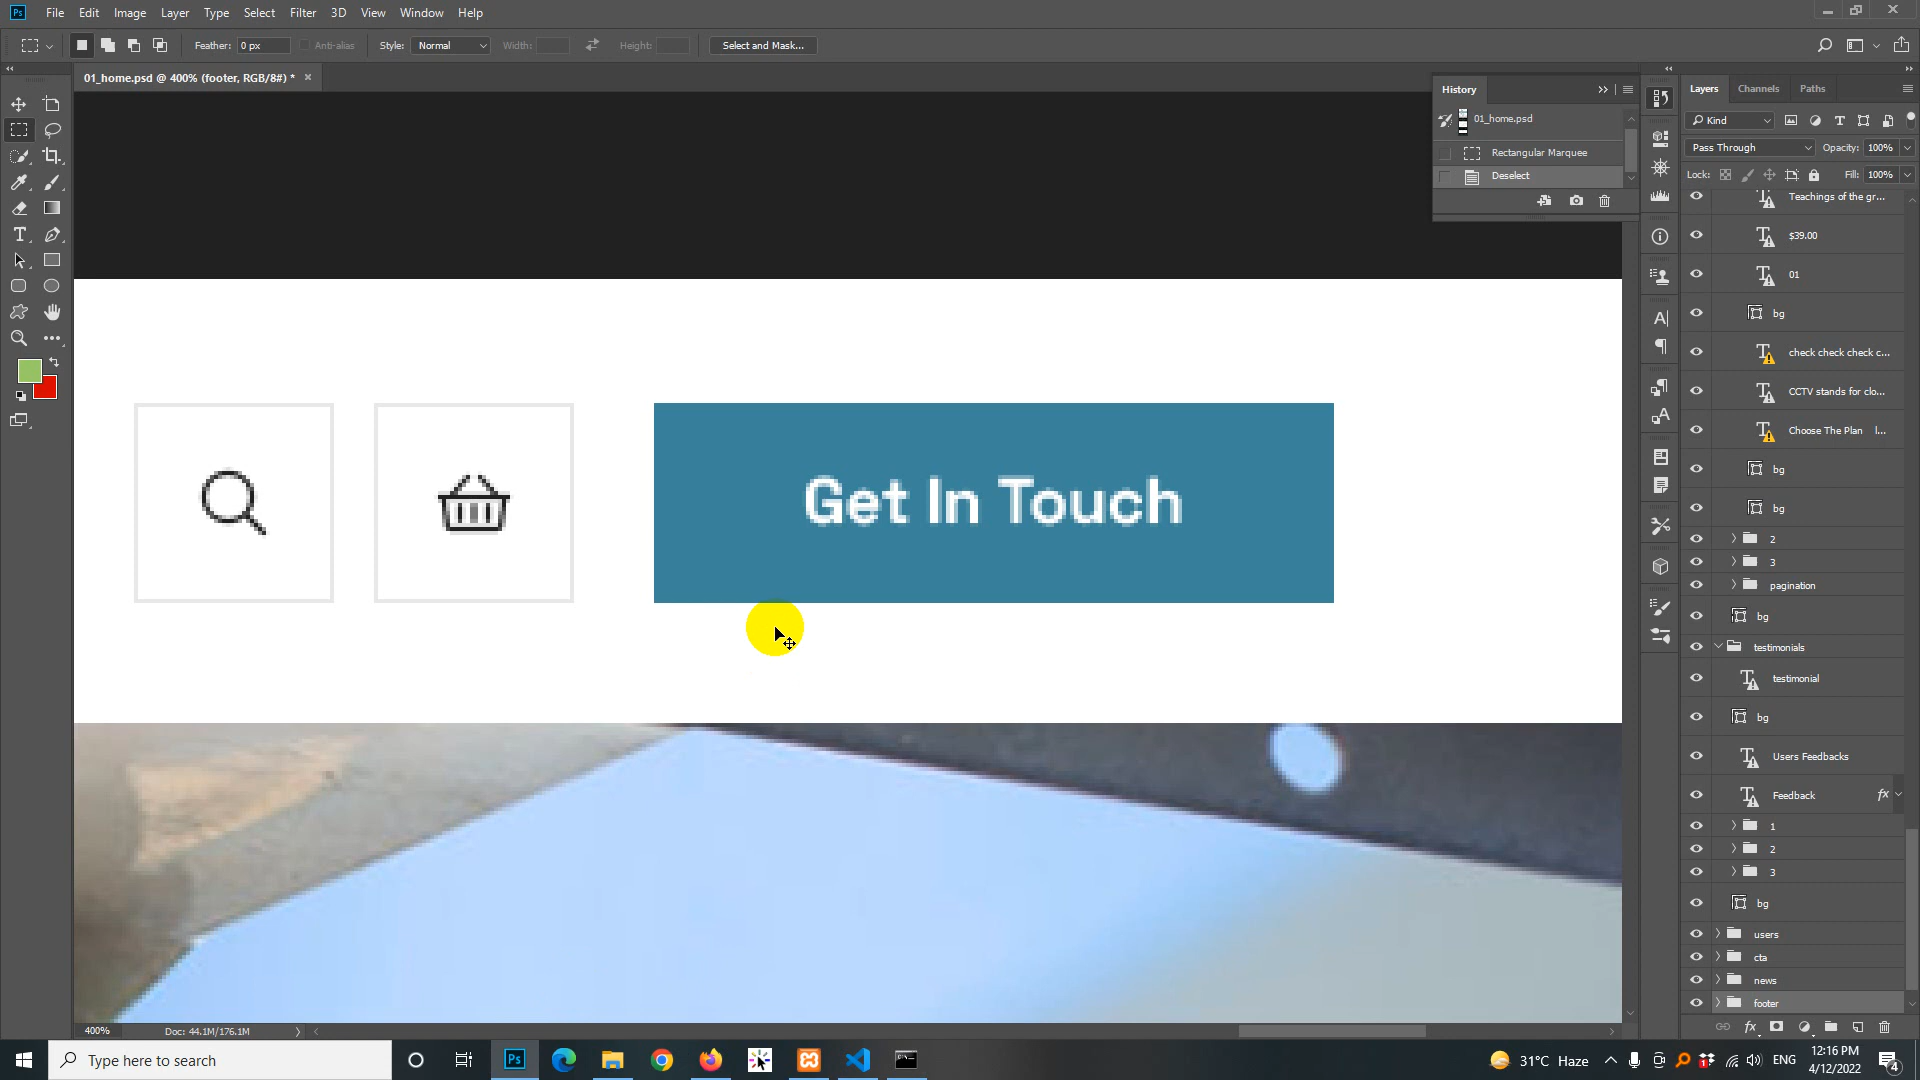 Ps File Edit Image Layer Type Select Filter 3D View Window Help
Feather: 0 px Anti-alias Style: Normal Width: Height: Select and Mask...
01_home.psd @ 400% (footer, RGB/8#) *
History
01_home.psd
Rectangular Marquee
Deselect
Layers Channels Paths
Kind
Pass Through Opacity: 100%
Lock: Fill: 100%
Teachings of the gr...
$39.00
01
bg
check check check c...
CCTV stands for clo...
Choose The Plan l...
bg
bg
2
3
pagination
bg
testimonials
testimonial
bg
Users Feedbacks
Feedback fx
1
2
3
bg
users
cta
news
footer
Get In Touch
400% Doc: 44.1M/176.1M
Type here to search
31°C Haze ENG 12:16 PM
4/12/2022
4